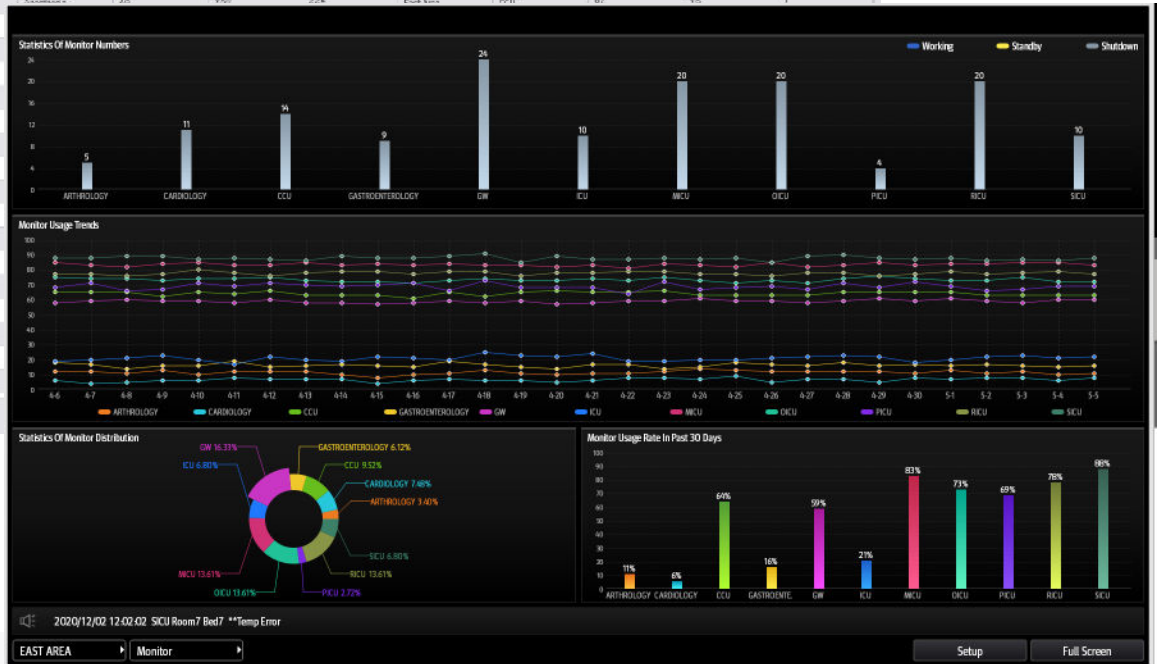 Statistics Of Monitor Numbers
Working Standby Shutdown
24
20
16
12
8
4
0
5 11 14 9 24 10 20 20 4 20 10
ARTHROLOGY CARDIOLOGY CCU GASTROENTEROLOGY GW ICU MICU OICU PICU RICU SICU
Monitor Usage Trends
100
90
80
70
60
50
40
30
20
10
0
4-6 4-7 4-8 4-9 4-10 4-11 4-12 4-13 4-14 4-15 4-16 4-17 4-18 4-19 4-20 4-21 4-22 4-23 4-24 4-25 4-26 4-27 4-28 4-29 4-30 5-1 5-2 5-3 5-4 5-5
ARTHROLOGY CARDIOLOGY CCU GASTROENTEROLOGY GW ICU MICU OICU PICU RICU SICU
Statistics Of Monitor Distribution
GW 16.33% GASTROENTEROLOGY 6.12%
ICU 6.80% CCU 9.52%
CARDIOLOGY 7.48%
ARTHROLOGY 3.40%
SICU 6.80%
MICU 13.61% RICU 13.61%
OICU 13.61% PICU 2.72%
Monitor Usage Rate In Past 30 Days
100
90
80
70
60
50
40
30
20
10
0
11% 6% 64% 16% 59% 21% 83% 73% 69% 78% 88%
ARTHROLOGY CARDIOLOGY CCU GASTROENTE. GW ICU MICU OICU PICU RICU SICU
2020/12/02 12:02:02 SICU Room7 Bed7 **Temp Error
EAST AREA Monitor Setup Full Screen